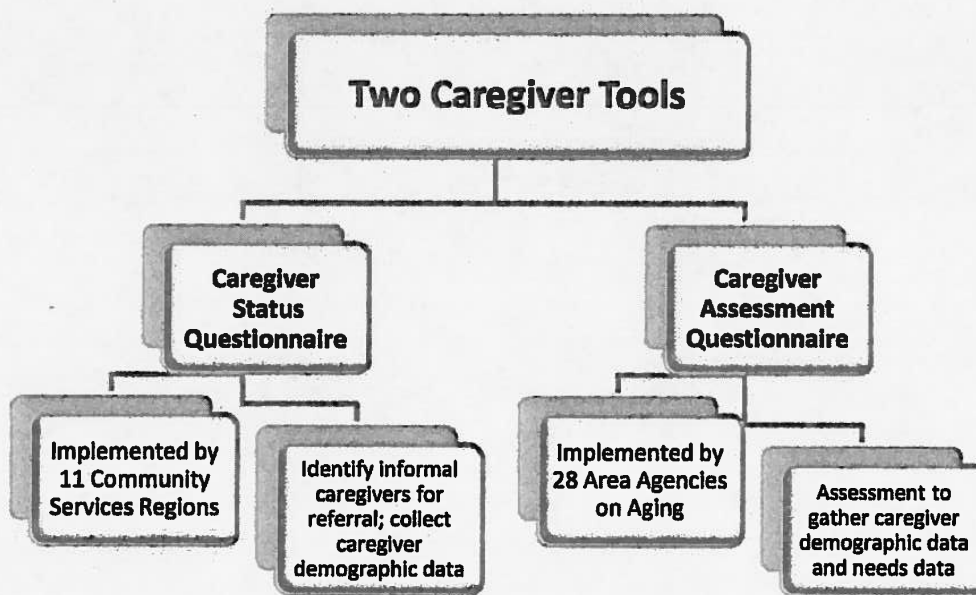 Two Caregiver Tools
Caregiver
Status
Questionnaire
Caregiver
Assessment
Questionnaire
Implemented by
11 Community
Services Regions
Identify informal
caregivers for
referral; collect
caregiver
demographic data
Implemented by
28 Area Agencies
on Aging
Assessment to
gather caregiver
demographic data
and needs data